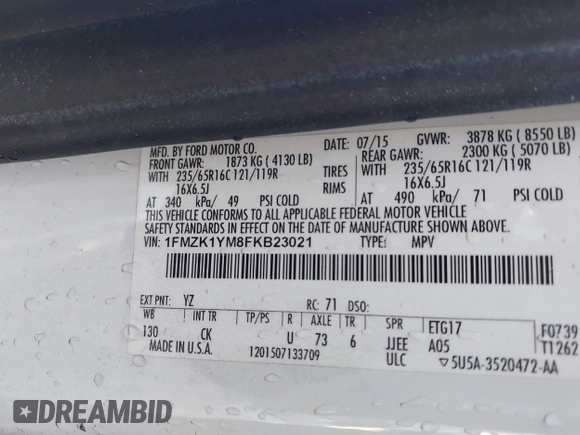 MFD. BY FORD MOTOR CO.
DATE: 07/15 GVWR: 3878 KG ( 8550 LB)
FRONT GAWR: 1873 KG ( 4130 LB) REAR GAWR: 2300 KG ( 5070 LB)
WITH 235/65R16C 121/119R TIRES WITH 235/65R16C 121/119R
16X6.5J RIMS 16X6.5J
AT 340 kPa/ 49 PSI COLD AT 490 kPa/ 71 PSI COLD
THIS VEHICLE CONFORMS TO ALL APPLICABLE FEDERAL MOTOR VEHICLE
SAFETY STANDARDS IN EFFECT ON THE DATE OF MANUFACTURE SHOWN ABOVE.
VIN: 1FMZK1YM8FKB23021 TYPE: MPV
EXT PNT: YZ RC: 71 DSO:
WB INT TR TP/PS R AXLE TR SPR ETG17 F0739
130 CK U 73 6 JJEE A05 T1262
MADE IN U.S.A. 1201507133709 ULC ▽5U5A-3520472-AA
DREAMBID